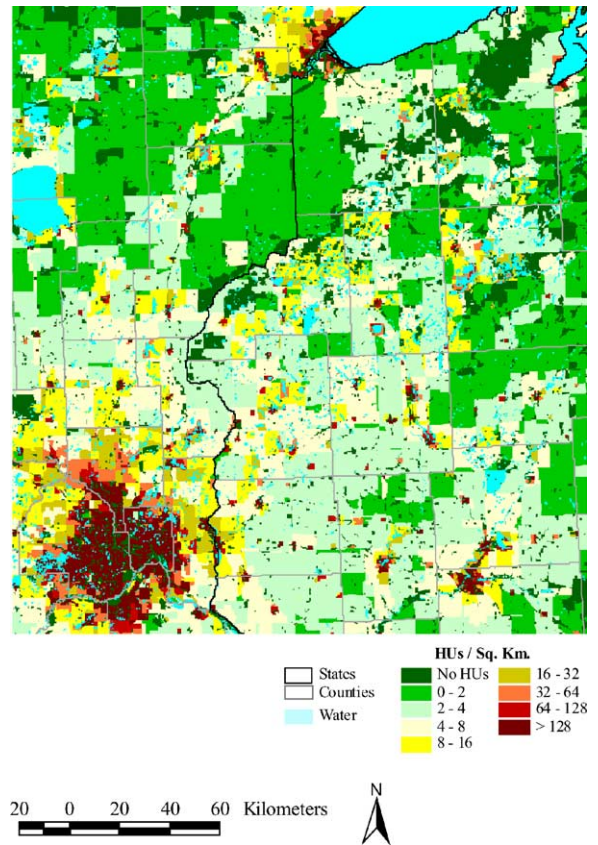 HUs / Sq. Km.
States
Counties
Water
No HUs
0 - 2
2 - 4
4 - 8
8 - 16
16 - 32
32 - 64
64 - 128
> 128
20 0 20 40 60 Kilometers
N